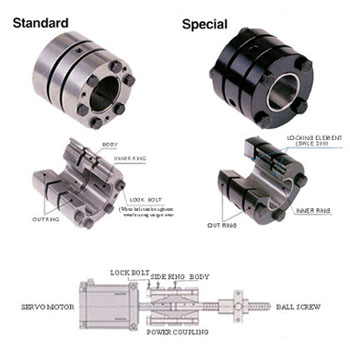 Standard
Special
BODY
INNER RING
LOCK BOLT
OUT RING
LOCKING ELEMENT
INNER RING
OUT RING
LOCK BOLT
SIDE RING
BODY
SERVO MOTOR
BALL SCREW
POWER COUPLING